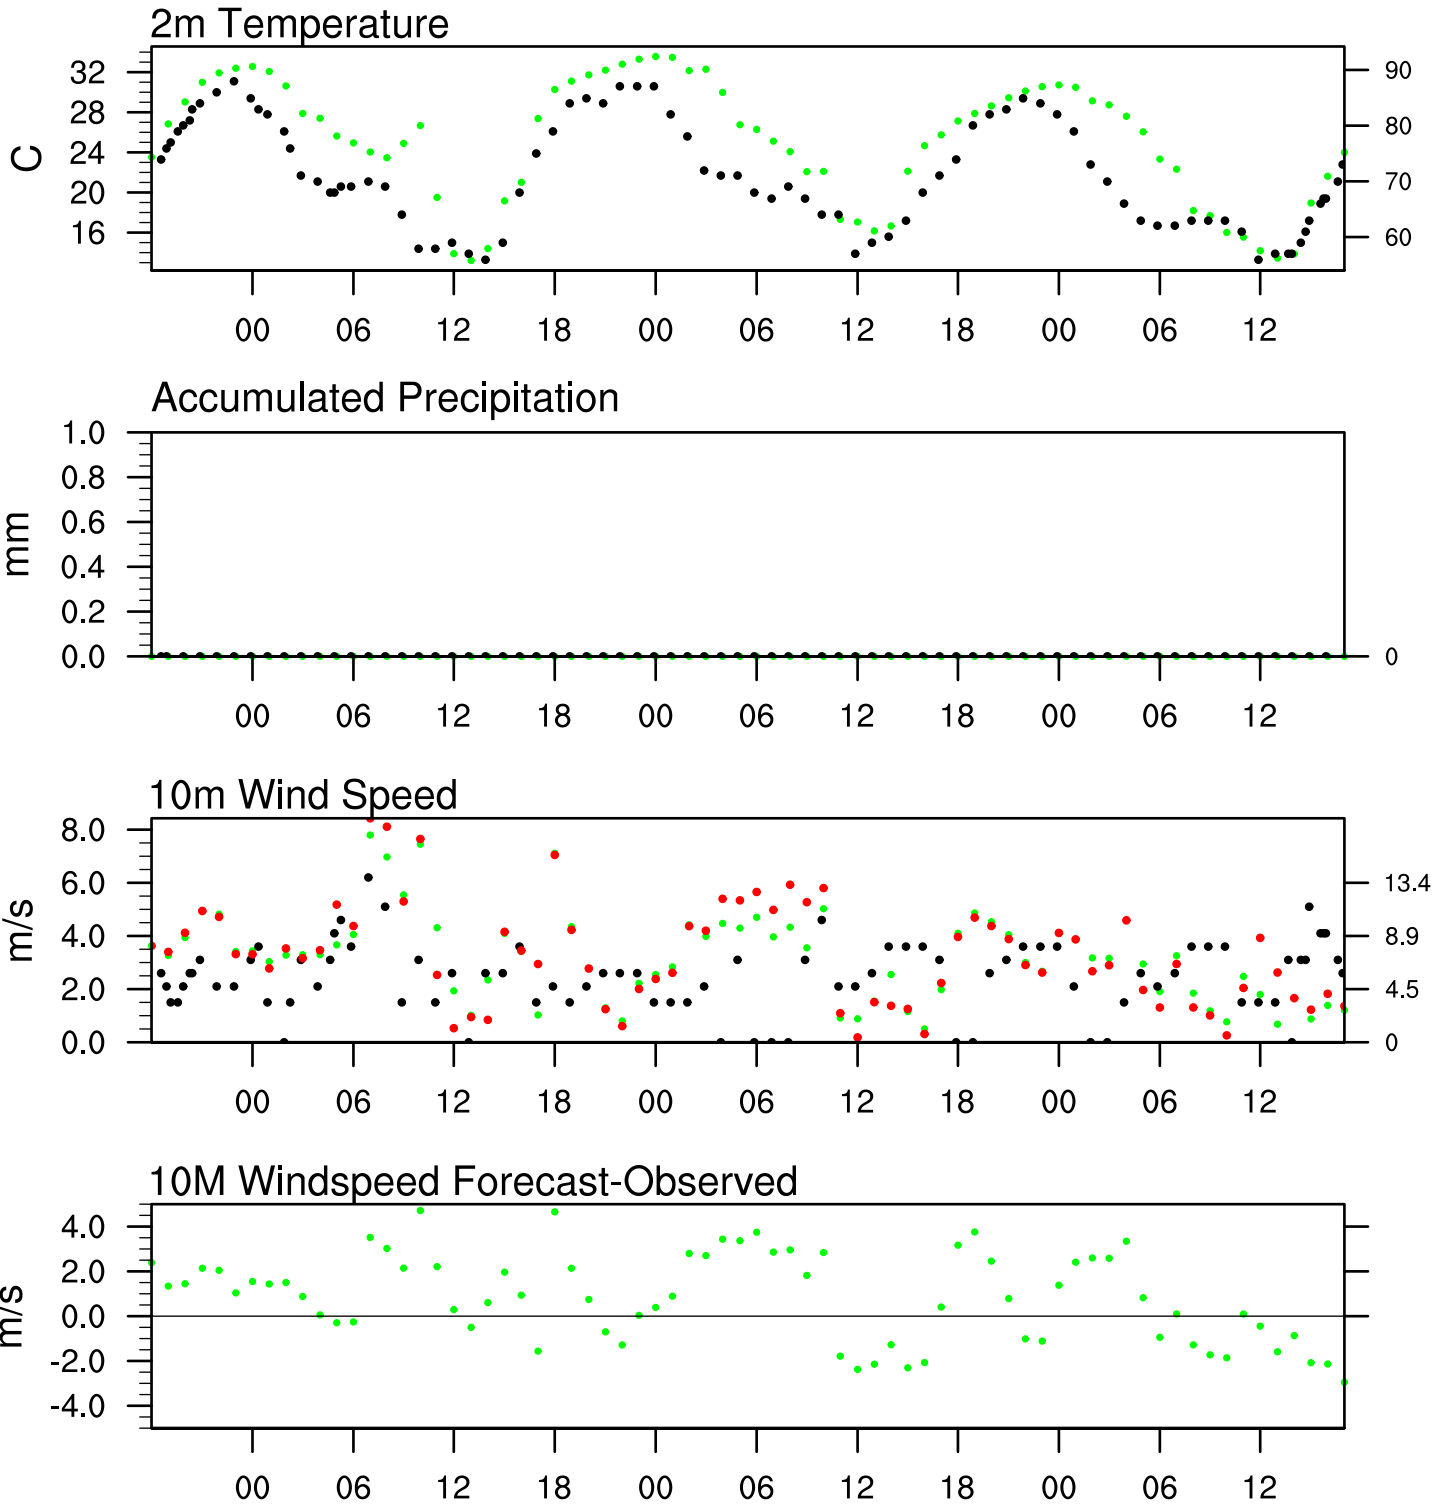 2m Temperature
32
28
24
20
16
C
90
80
70
60
00 06 12 18 00 06 12 18 00 06 12
Accumulated Precipitation
1.0
0.8
0.6
0.4
0.2
0.0
mm
0
00 06 12 18 00 06 12 18 00 06 12
10m Wind Speed
8.0
6.0
4.0
2.0
0.0
m/s
13.4
8.9
4.5
0
00 06 12 18 00 06 12 18 00 06 12
10M Windspeed Forecast-Observed
4.0
2.0
0.0
-2.0
-4.0
m/s
00 06 12 18 00 06 12 18 00 06 12